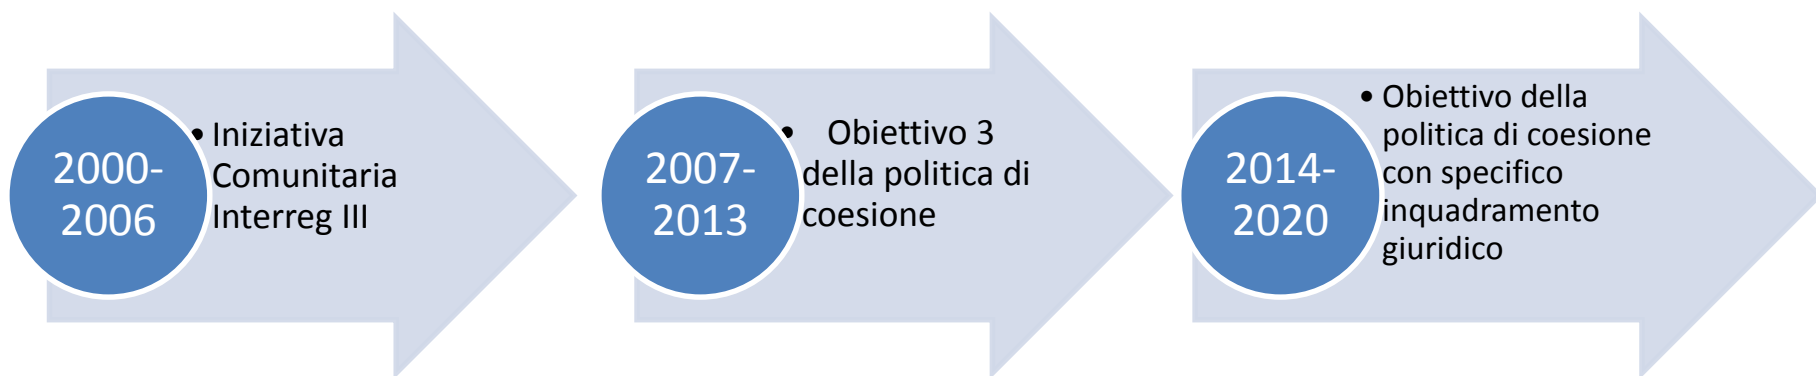 2000-
2006
• Iniziativa
Comunitaria
Interreg III
2007-
2013
• Obiettivo 3
della politica di
coesione
2014-
2020
• Obiettivo della
politica di coesione
con specifico
inquadramento
giuridico